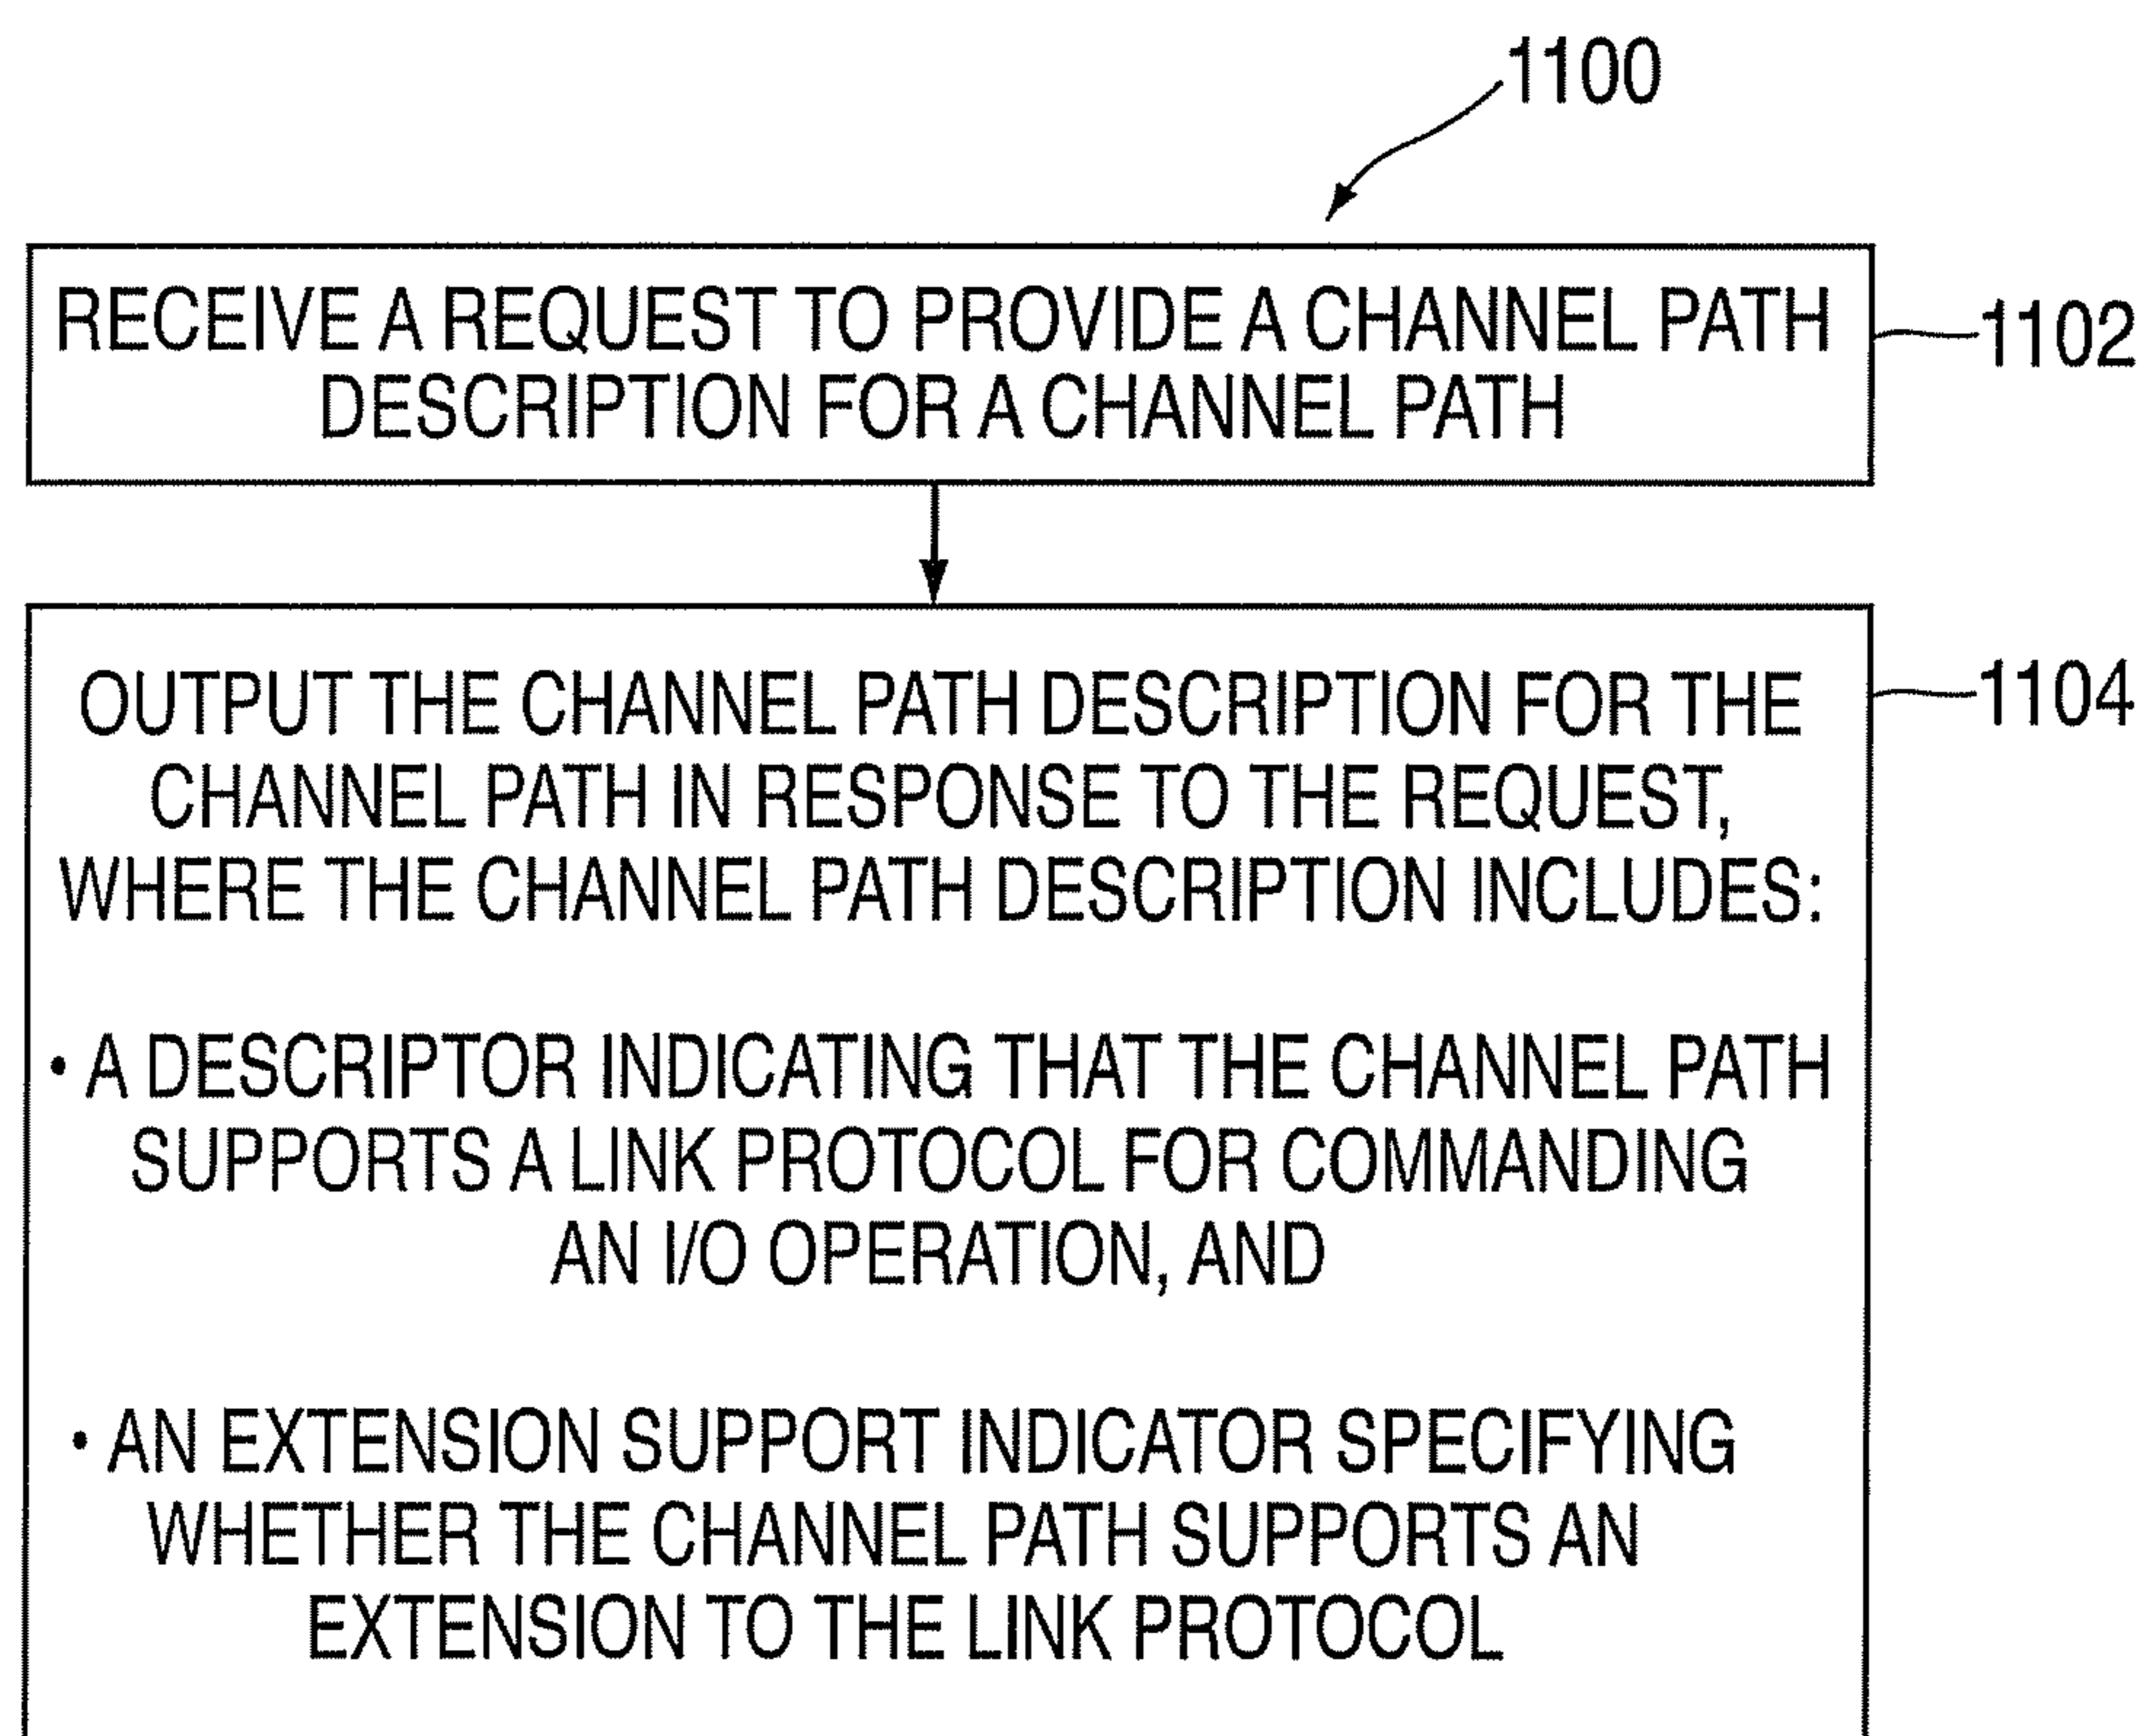 1100
RECEIVE A REQUEST TO PROVIDE A CHANNEL PATH
DESCRIPTION FOR A CHANNEL PATH
1102
OUTPUT THE CHANNEL PATH DESCRIPTION FOR THE
CHANNEL PATH IN RESPONSE TO THE REQUEST,
WHERE THE CHANNEL PATH DESCRIPTION INCLUDES:
1104
• A DESCRIPTOR INDICATING THAT THE CHANNEL PATH
SUPPORTS A LINK PROTOCOL FOR COMMANDING
AN I/O OPERATION, AND
• AN EXTENSION SUPPORT INDICATOR SPECIFYING
WHETHER THE CHANNEL PATH SUPPORTS AN
EXTENSION TO THE LINK PROTOCOL